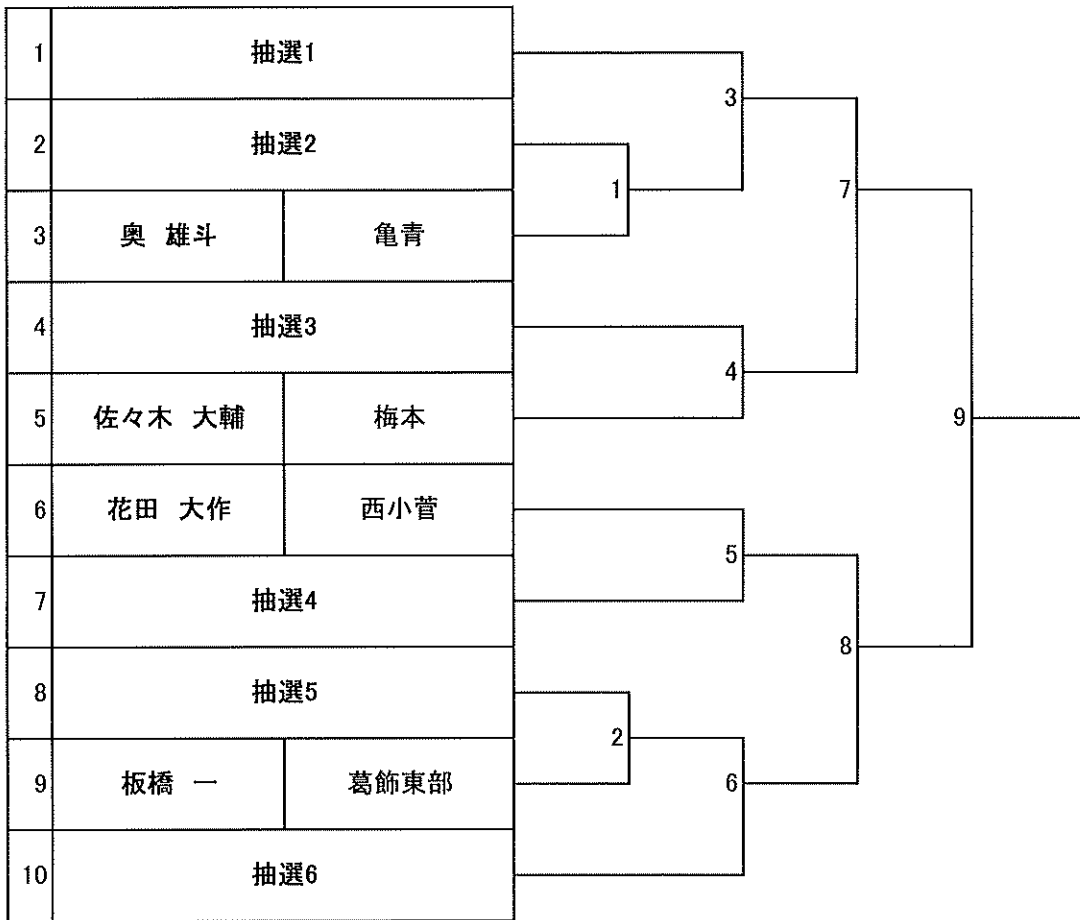 1 抽選1
2 抽選2
3 奥 雄斗 亀青
4 抽選3
5 佐々木 大輔 梅本
6 花田 大作 西小菅
7 抽選4
8 抽選5
9 板橋 一 葛飾東部
10 抽選6
1
2
3
4
5
6
7
8
9